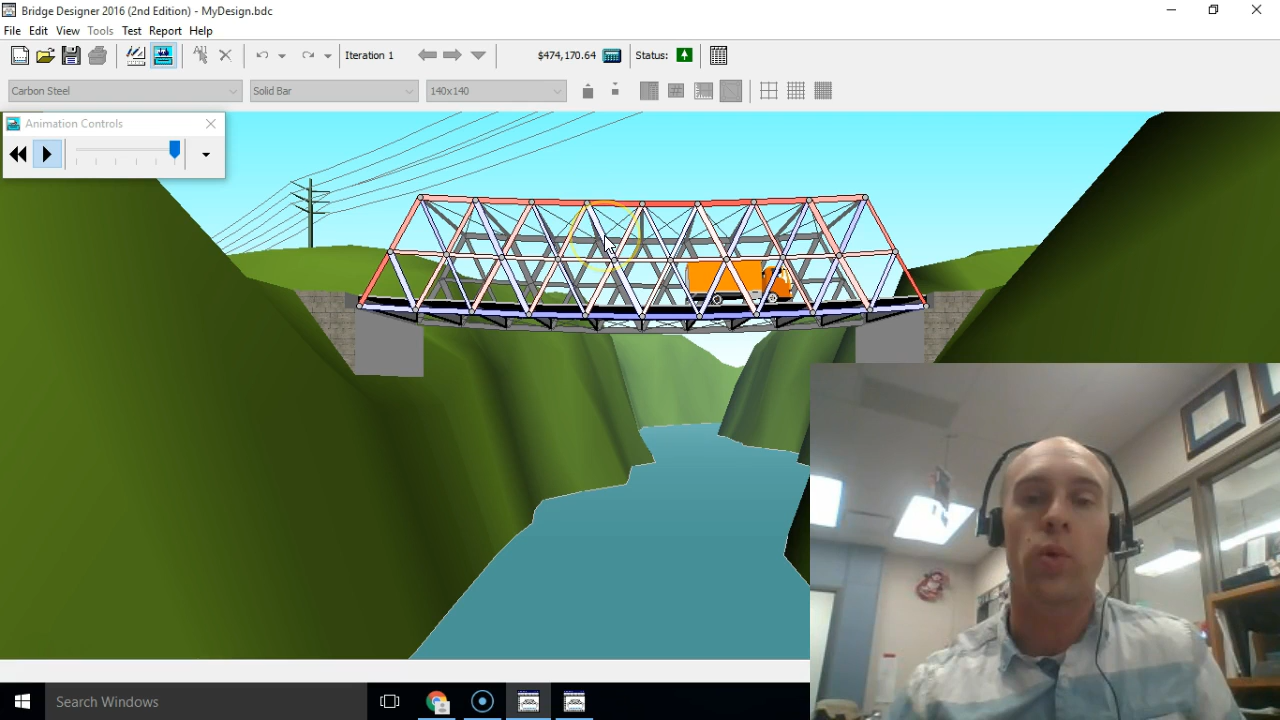 Bridge Designer 2016 (2nd Edition) - MyDesign.bdc
File Edit View Tools Test Report Help
Iteration 1 $474,170.64 Status:
Carbon Steel Solid Bar 140x140
Animation Controls
Search Windows